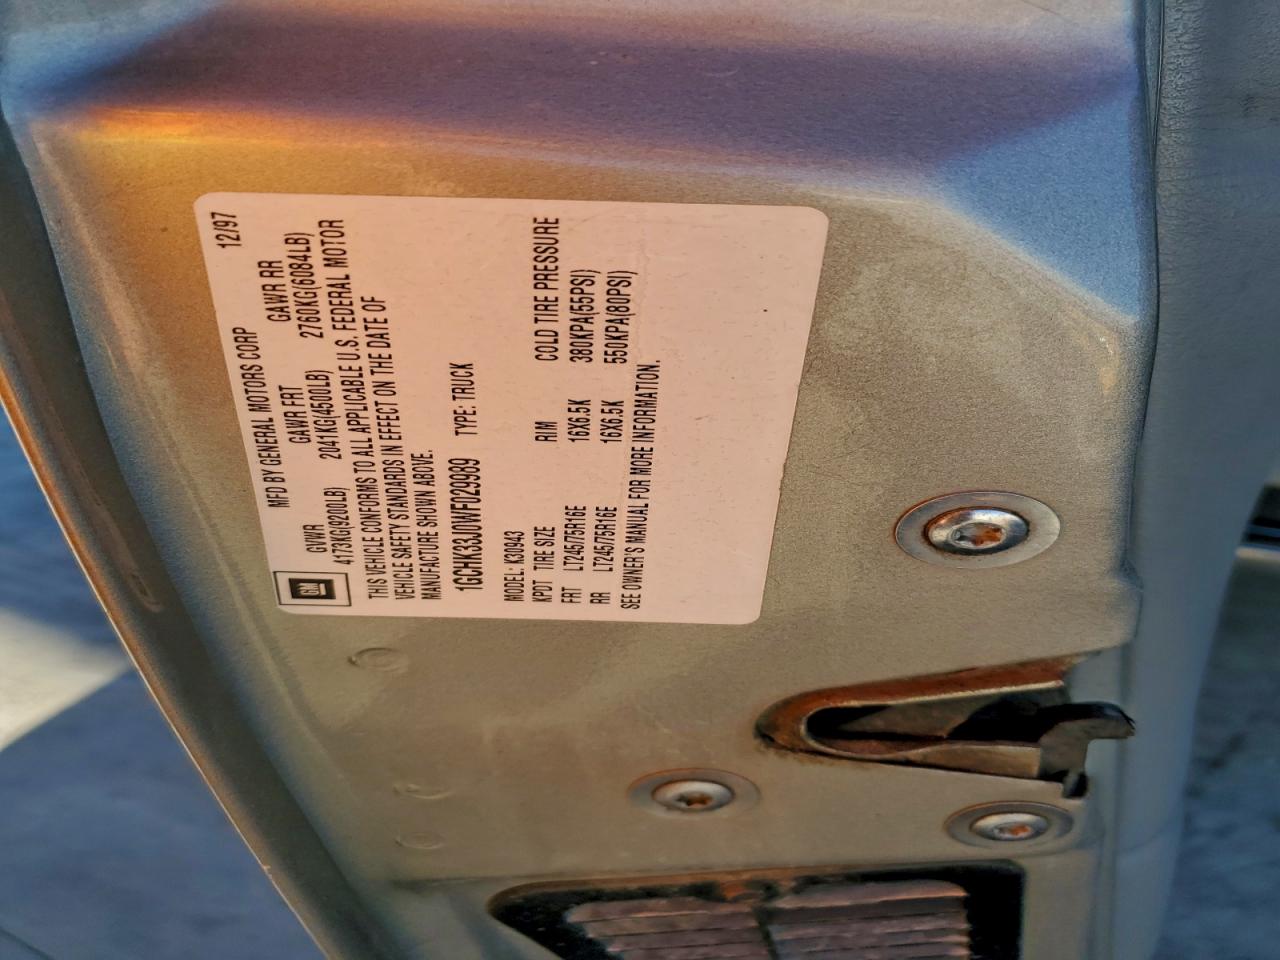 MFD BY GENERAL MOTORS CORP 12/97
GM
GVWR GAWR FRT GAWR RR
4173KG(9200LB) 2041KG(4500LB) 2760KG(6084LB)
THIS VEHICLE CONFORMS TO ALL APPLICABLE U.S. FEDERAL MOTOR
VEHICLE SAFETY STANDARDS IN EFFECT ON THE DATE OF
MANUFACTURE SHOWN ABOVE.
1GCHK33J0WF029989 TYPE: TRUCK
MODEL: K30943
KPDT TIRE SIZE RIM COLD TIRE PRESSURE
FRT LT245/75R16E 16X6.5K 380KPA(55PSI)
RR LT245/75R16E 16X6.5K 550KPA(80PSI)
SEE OWNER'S MANUAL FOR MORE INFORMATION.